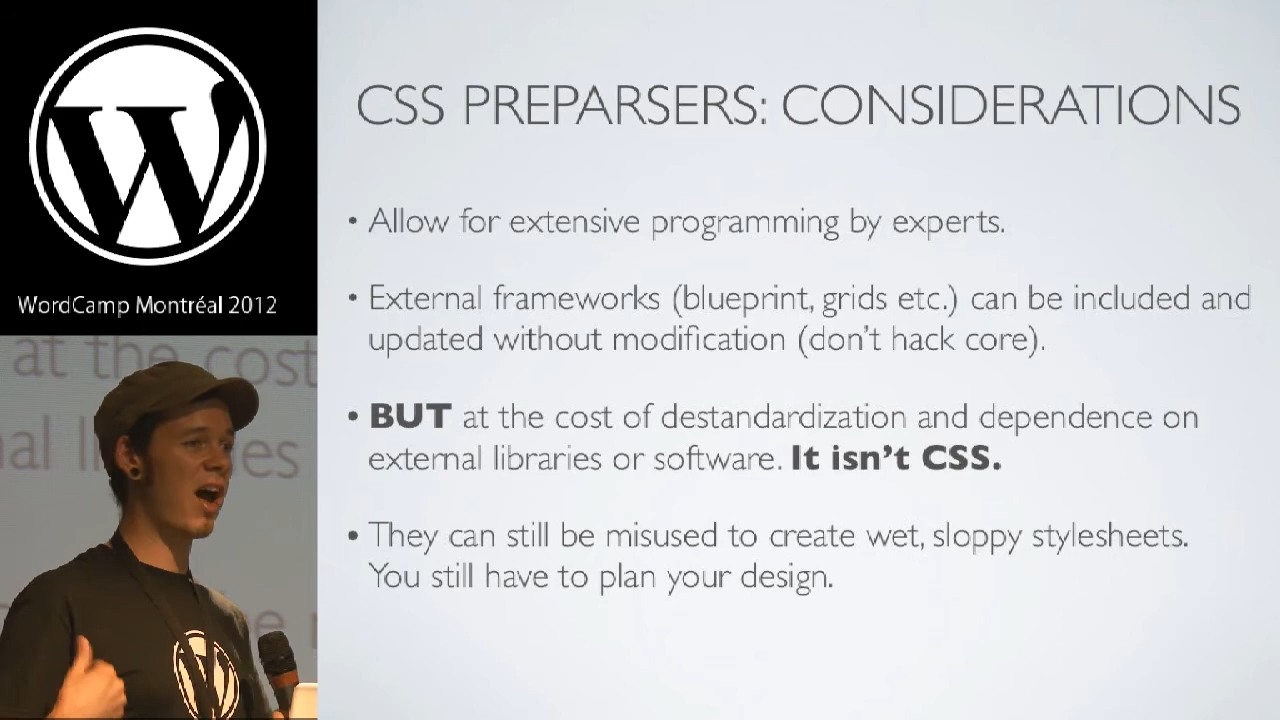 WordCamp Montréal 2012
CSS PREPARSERS: CONSIDERATIONS
• Allow for extensive programming by experts.
• External frameworks (blueprint, grids etc.) can be included and
updated without modification (don't hack core).
• BUT at the cost of destandardization and dependence on
external libraries or software. It isn't CSS.
• They can still be misused to create wet, sloppy stylesheets.
You still have to plan your design.
at the cost